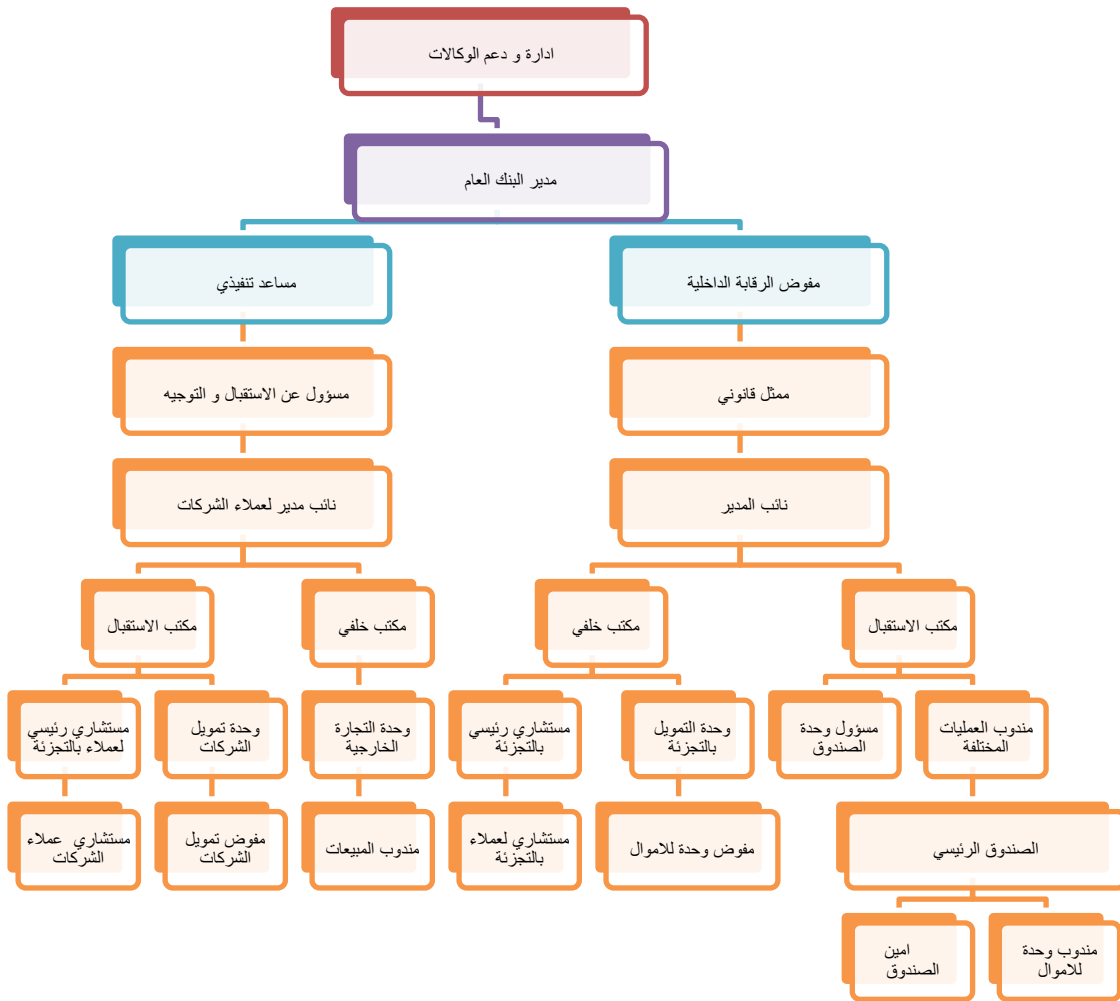 ادارة و دعم الوكالات
مدير البنك العام
مفوض الرقابة الداخلية
مساعد تنفيذي
ممثل قانوني
مسؤول عن الاستقبال و التوجيه
نائب المدير
نائب مدير لعملاء الشركات
مكتب الاستقبال
مكتب خلفي
مكتب خلفي
مكتب الاستقبال
مندوب العمليات
المختلفة
مسؤول وحدة
الصندوق
وحدة التمويل
بالتجزئة
مستشاري رئيسي
بالتجزئة
وحدة التجارة
الخارجية
وحدة تمويل
الشركات
مستشاري رئيسي
لعملاء بالتجزئة
الصندوق الرئيسي
مفوض وحدة للاموال
مستشاري لعملاء
بالتجزئة
مندوب المبيعات
مفوض تمويل
الشركات
مستشاري عملاء
الشركات
مندوب وحدة
للاموال
امين
الصندوق